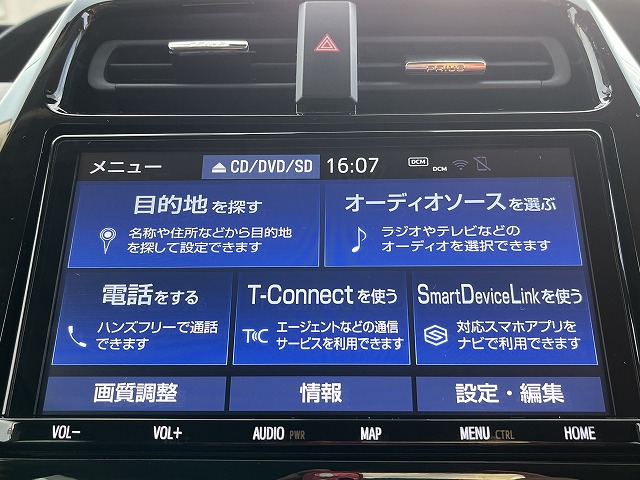 PRIUS
メニュー
CD/DVD/SD
16:07
DCM
DCM
目的地を探す
名称や住所などから目的地
を探して設定できます
オーディオソースを選ぶ
ラジオやテレビなどの
オーディオを選択できます
電話をする
ハンズフリーで通話
できます
T-Connectを使う
TC
エージェントなどの通信
サービスを利用できます
SmartDeviceLinkを使う
対応スマホアプリを
ナビで利用できます
画質調整
情報
設定・編集
VOL-
VOL+
AUDIO PWR
MAP
MENU CTRL
HOME